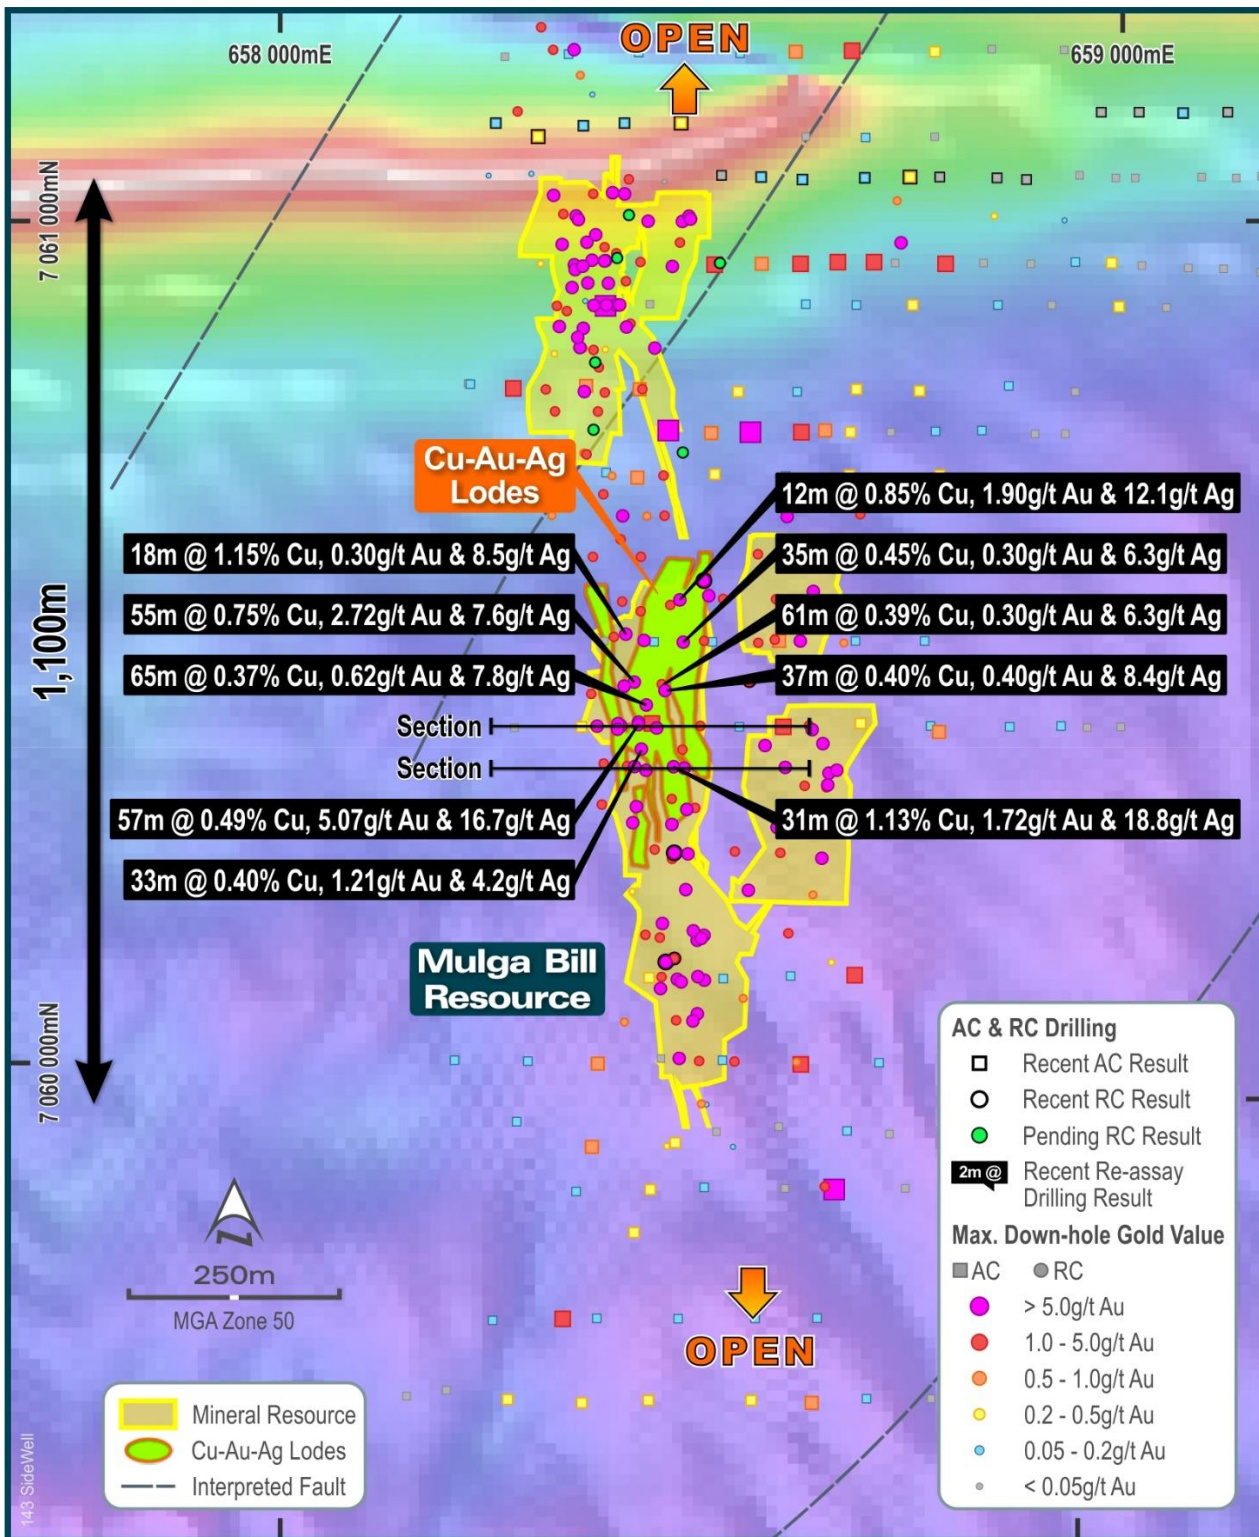 658 000mE
OPEN
659 000mE
7 061 000mN
Cu-Au-Ag
Lodes
12m @ 0.85% Cu, 1.90g/t Au & 12.1g/t Ag
18m @ 1.15% Cu, 0.30g/t Au & 8.5g/t Ag
35m @ 0.45% Cu, 0.30g/t Au & 6.3g/t Ag
55m @ 0.75% Cu, 2.72g/t Au & 7.6g/t Ag
61m @ 0.39% Cu, 0.30g/t Au & 6.3g/t Ag
1,100m
65m @ 0.37% Cu, 0.62g/t Au & 7.8g/t Ag
37m @ 0.40% Cu, 0.40g/t Au & 8.4g/t Ag
Section
Section
57m @ 0.49% Cu, 5.07g/t Au & 16.7g/t Ag
31m @ 1.13% Cu, 1.72g/t Au & 18.8g/t Ag
33m @ 0.40% Cu, 1.21g/t Au & 4.2g/t Ag
Mulga Bill
Resource
7 060 000mN
AC & RC Drilling
Recent AC Result
Recent RC Result
Pending RC Result
2m @
Recent Re-assay
Drilling Result
Max. Down-hole Gold Value
AC
RC
> 5.0g/t Au
1.0 - 5.0g/t Au
0.5 - 1.0g/t Au
0.2 - 0.5g/t Au
0.05 - 0.2g/t Au
< 0.05g/t Au
N
250m
MGA Zone 50
OPEN
Mineral Resource
Cu-Au-Ag Lodes
Interpreted Fault
143 SideWell